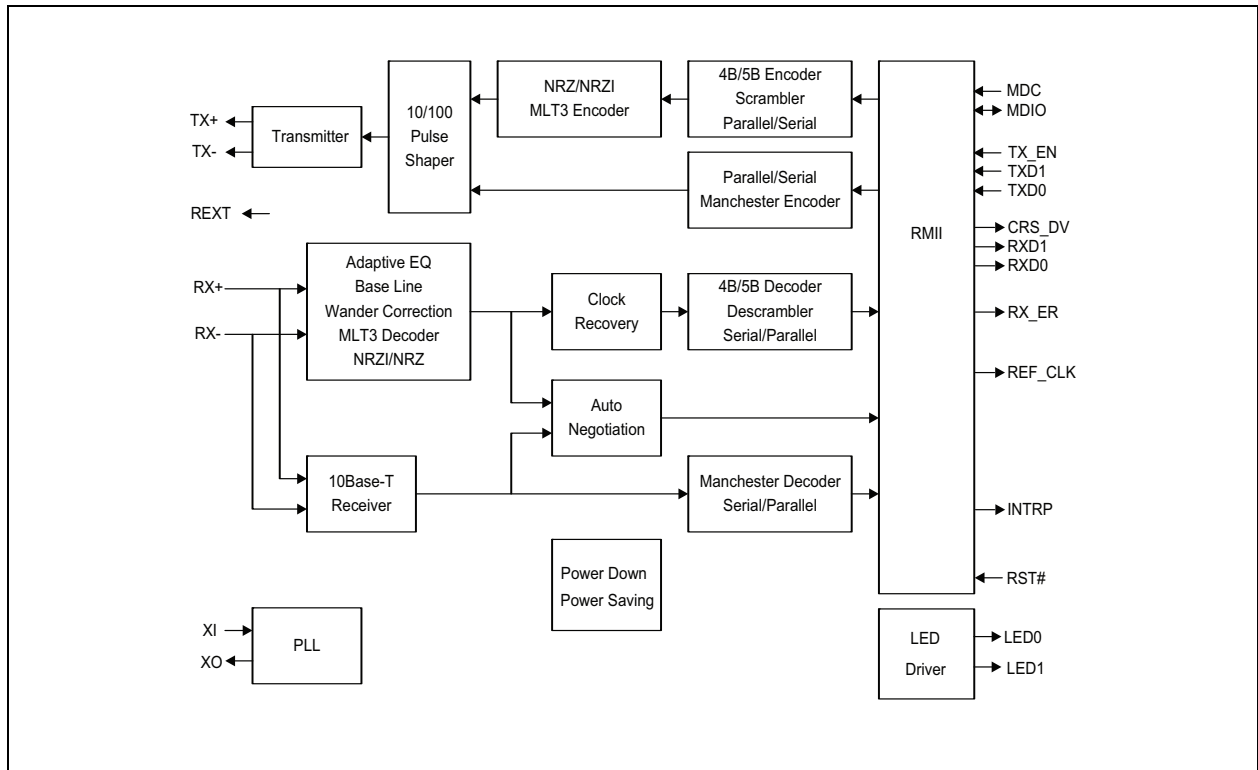 4B/5B Encoder
Scrambler
Parallel/Serial
NRZ/NRZI
MLT3 Encoder
10/100
Pulse
Shaper
Transmitter
TX+
TX-
REXT
Parallel/Serial
Manchester Encoder
RMII
MDC
MDIO
TX_EN
TXD1
TXD0
CRS_DV
RXD1
RXD0
RX_ER
REF_CLK
INTRP
RST#
RX+
RX-
Adaptive EQ
Base Line
Wander Correction
MLT3 Decoder
NRZI/NRZ
Clock
Recovery
4B/5B Decoder
Descrambler
Serial/Parallel
Auto
Negotiation
10Base-T
Receiver
Manchester Decoder
Serial/Parallel
Power Down
Power Saving
XI
XO
PLL
LED
Driver
LED0
LED1